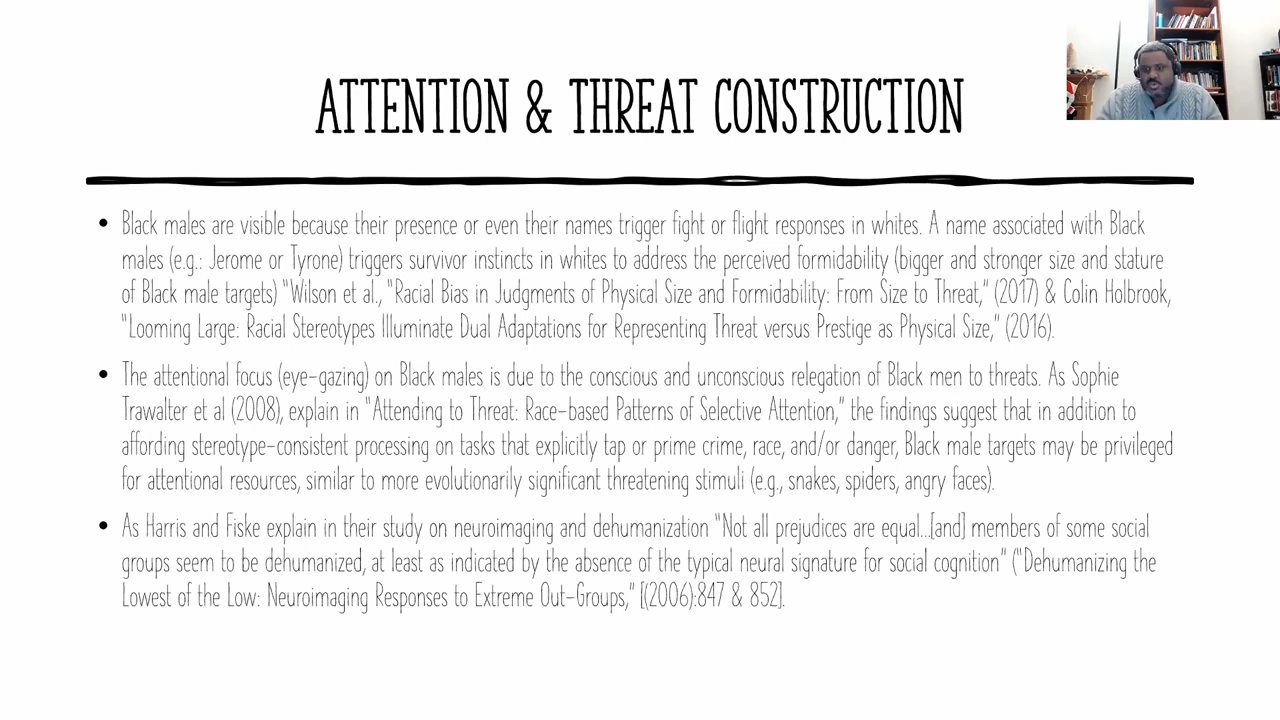 ATTENTION & THREAT CONSTRUCTION
• Black males are visible because their presence or even their names trigger fight or flight responses in whites. A name associated with Black
males (e.g.: Jerome or Tyrone) triggers survivor instincts in whites to address the perceived formidability (bigger and stronger size and stature
of Black male targets) "Wilson et al., "Racial Bias in Judgments of Physical Size and Formidability: From Size to Threat," (2017) & Colin Holbrook,
"Looming Large: Racial Stereotypes Illuminate Dual Adaptations for Representing Threat versus Prestige as Physical Size," (2016).
• The attentional focus (eye-gazing) on Black males is due to the conscious and unconscious relegation of Black men to threats. As Sophie
Trawalter et al (2008), explain in "Attending to Threat: Race-based Patterns of Selective Attention," the findings suggest that in addition to
affording stereotype-consistent processing on tasks that explicitly tap or prime crime, race, and/or danger, Black male targets may be privileged
for attentional resources, similar to more evolutionarily significant threatening stimuli (e.g., snakes, spiders, angry faces).
• As Harris and Fiske explain in their study on neuroimaging and dehumanization "Not all prejudices are equal...[and] members of some social
groups seem to be dehumanized, at least as indicated by the absence of the typical neural signature for social cognition" ("Dehumanizing the
Lowest of the Low: Neuroimaging Responses to Extreme Out-Groups," [(2006):847 & 852].